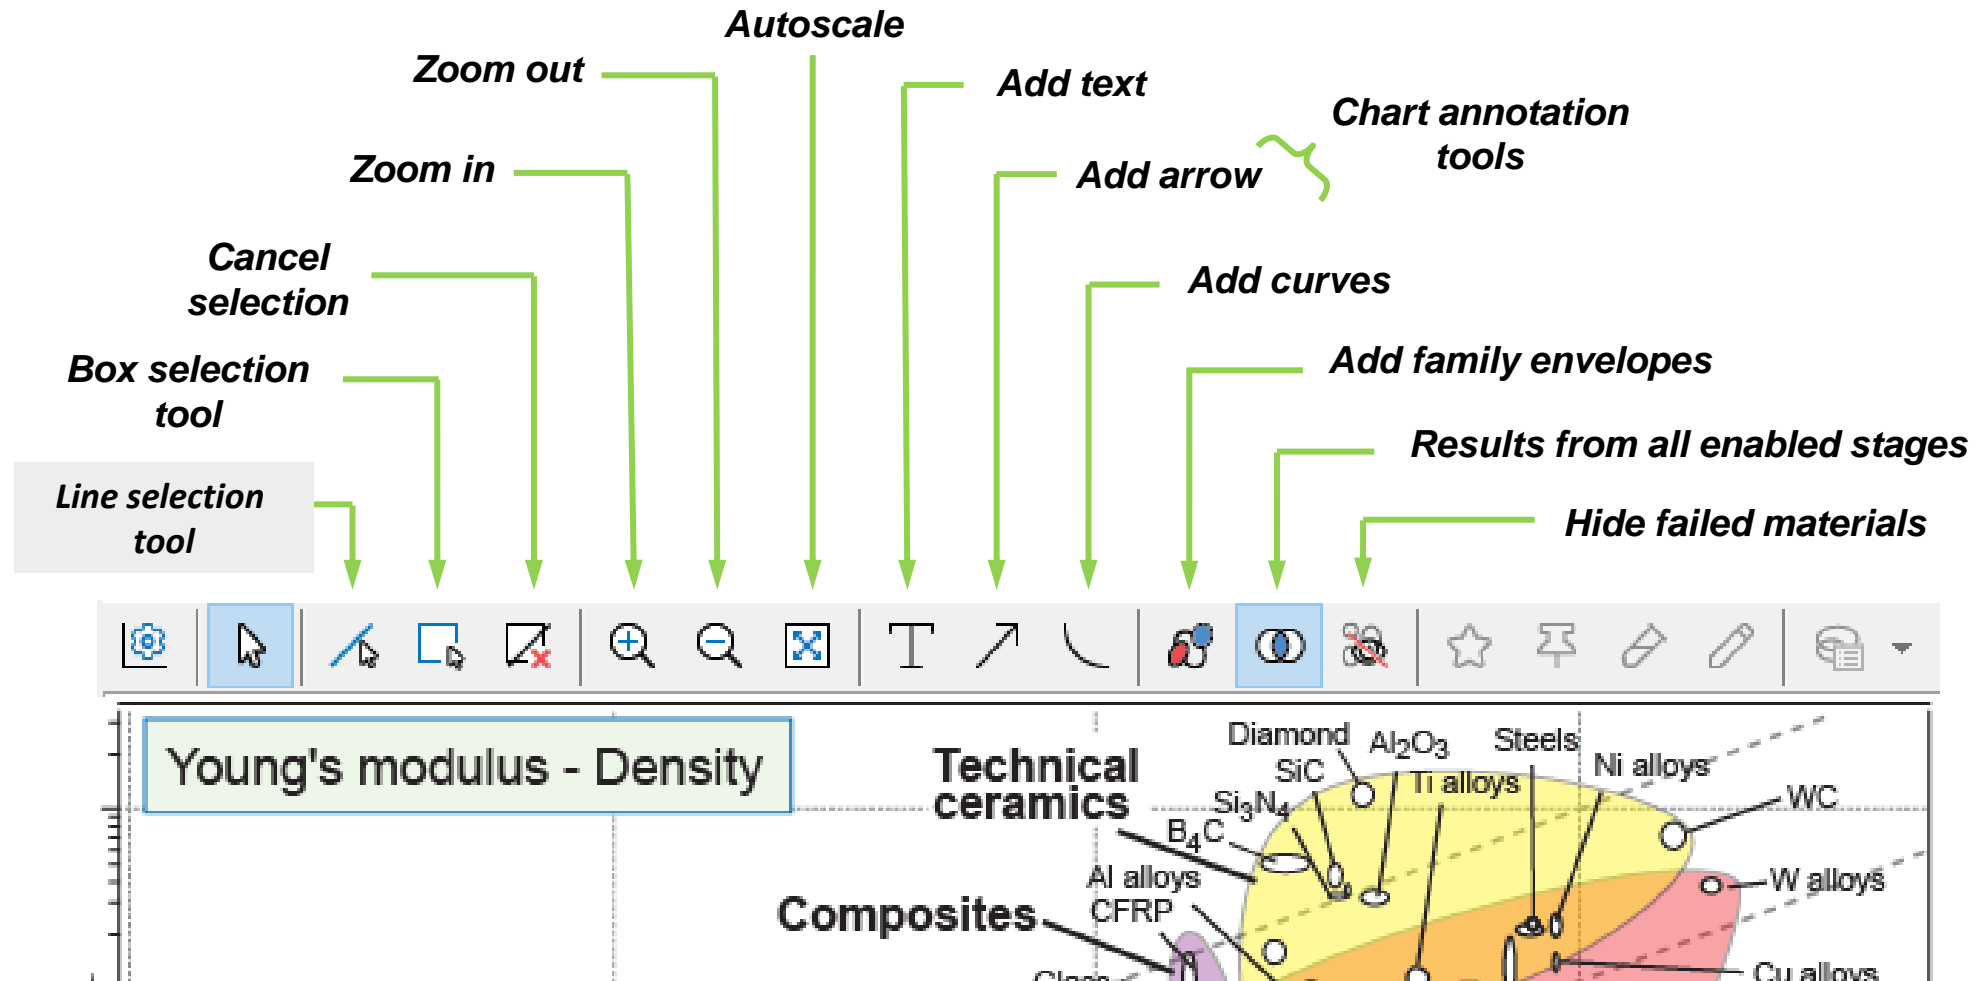 Autoscale
Zoom out
Add text
Chart annotation
tools
Zoom in
Add arrow
Cancel
selection
Add curves
Box selection
tool
Add family envelopes
Results from all enabled stages
Line selection
tool
Hide failed materials
Young's modulus - Density
Technical
ceramics
Diamond
Al2O3
Steels
SiC
Ti alloys
Ni alloys
Si3N4
WC
B4C
Al alloys
W alloys
Composites
CFRP
Cu alloys